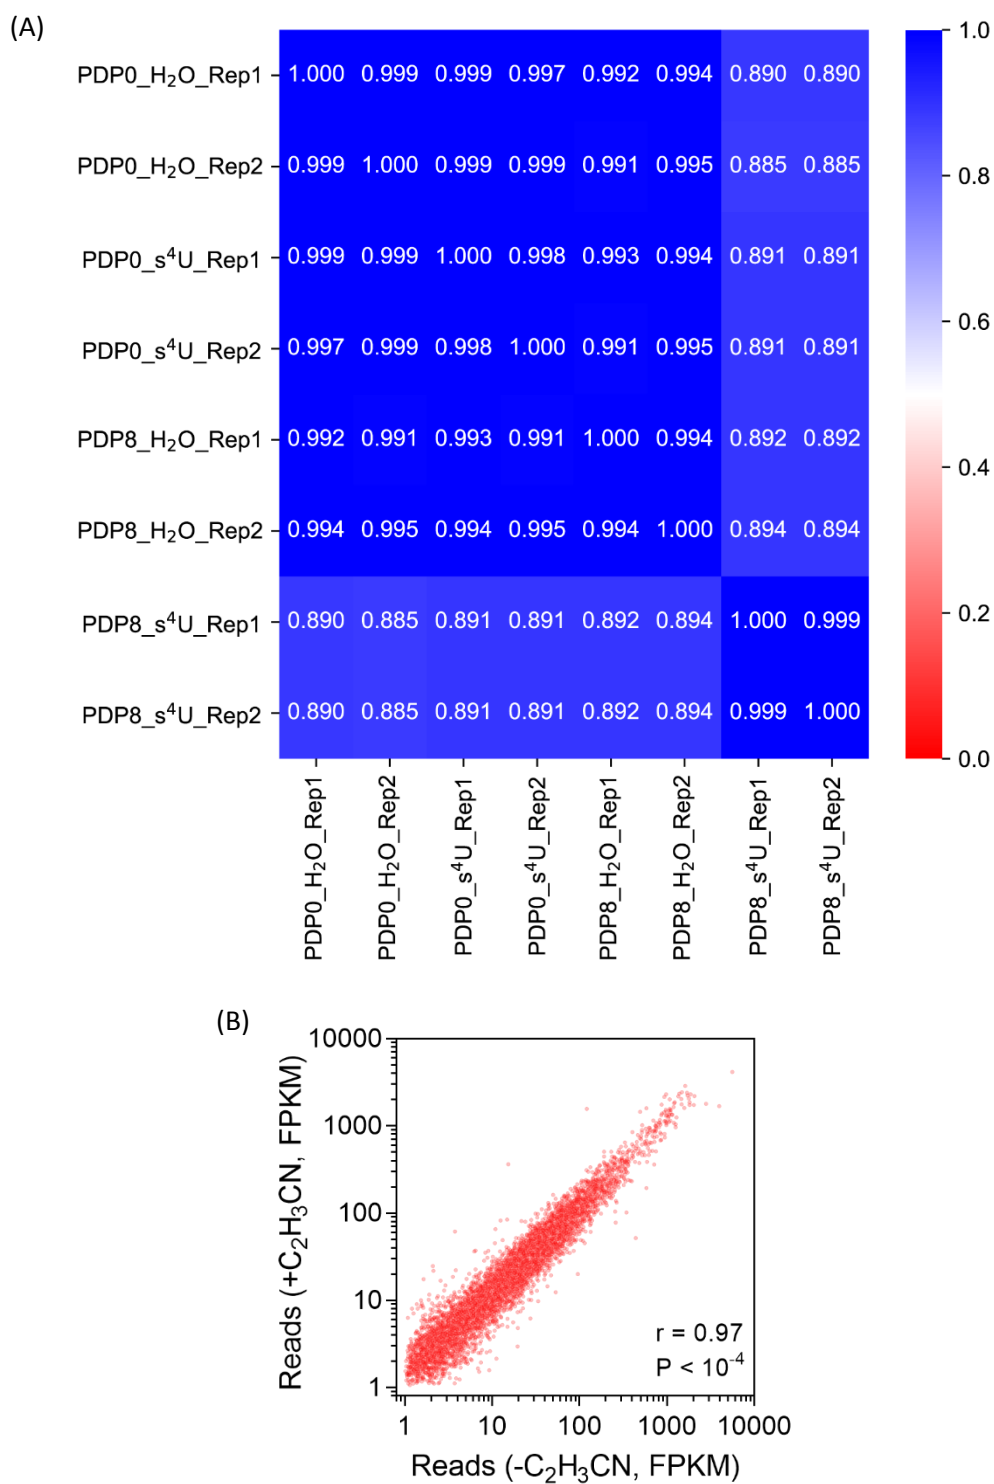 (A)
PDP0_H₂O_Rep1 1.000 0.999 0.999 0.997 0.992 0.994 0.890 0.890
PDP0_H₂O_Rep2 0.999 1.000 0.999 0.999 0.991 0.995 0.885 0.885
PDP0_s⁴U_Rep1 0.999 0.999 1.000 0.998 0.993 0.994 0.891 0.891
PDP0_s⁴U_Rep2 0.997 0.999 0.998 1.000 0.991 0.995 0.891 0.891
PDP8_H₂O_Rep1 0.992 0.991 0.993 0.991 1.000 0.994 0.892 0.892
PDP8_H₂O_Rep2 0.994 0.995 0.994 0.995 0.994 1.000 0.894 0.894
PDP8_s⁴U_Rep1 0.890 0.885 0.891 0.891 0.892 0.894 1.000 0.999
PDP8_s⁴U_Rep2 0.890 0.885 0.891 0.891 0.892 0.894 0.999 1.000
PDP0_H₂O_Rep1
PDP0_H₂O_Rep2
PDP0_s⁴U_Rep1
PDP0_s⁴U_Rep2
PDP8_H₂O_Rep1
PDP8_H₂O_Rep2
PDP8_s⁴U_Rep1
PDP8_s⁴U_Rep2
1.0
0.8
0.6
0.4
0.2
0.0
(B)
Reads (+C₂H₃CN, FPKM)
10000
1000
100
10
1
r = 0.97
P < 10⁻⁴
1 10 100 1000 10000
Reads (-C₂H₃CN, FPKM)